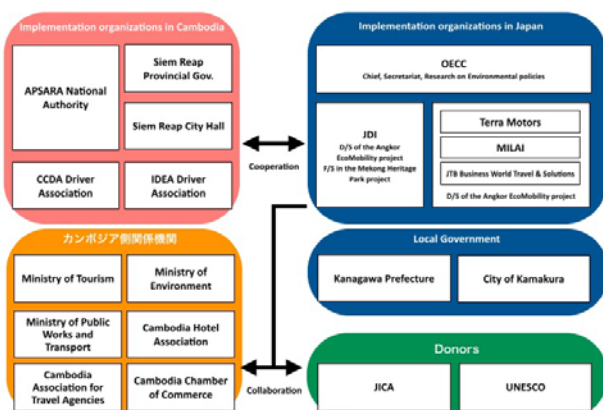 Implementation organizations in Cambodia
APSARA National
Authority
Siem Reap
Provincial Gov.
Siem Reap City Hall
CCDA Driver
Association
IDEA Driver
Association
Cooperation
Implementation organizations in Japan
OECC
Chief, Secretariat, Research on Environmental policies
JDI
D/S of the Angkor
EcoMobility
project
F/S in the Mekong Heritage
Park project
Terra Motors
MILAI
JTB Business World Travel & Solutions
D/S of the Angkor EcoMobility project
カンボジア側関係機関
Ministry of Tourism
Ministry of
Environment
Ministry of Public
Works and
Transport
Cambodia Hotel
Association
Cambodia
Association for
Travel Agencies
Cambodia Chamber
of Commerce
Collaboration
Local Government
Kanagawa Prefecture
City of Kamakura
Donors
JICA
UNESCO